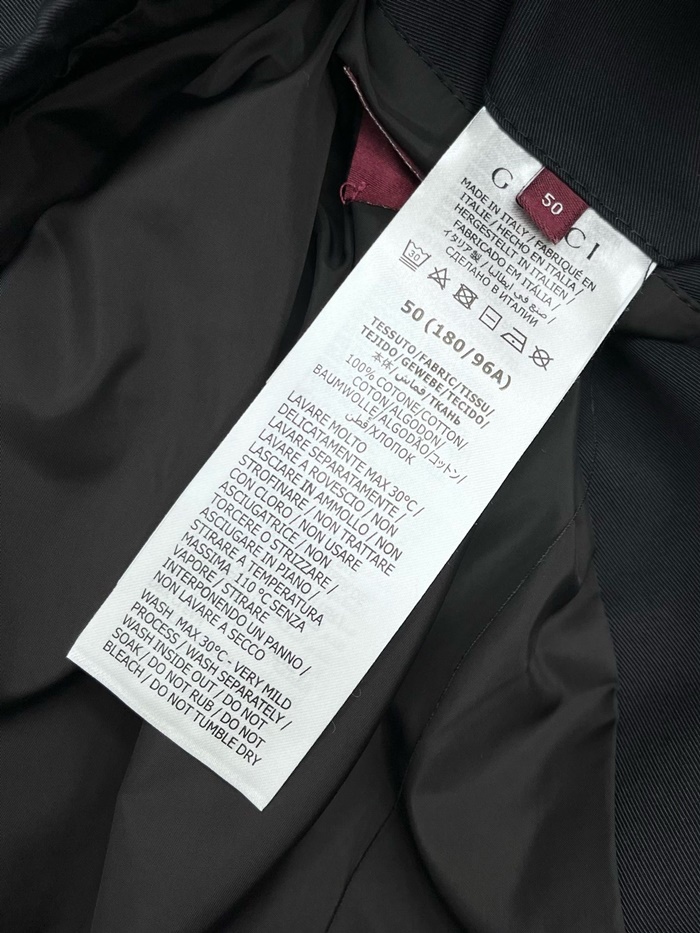 G CI
50
MADE IN ITALY / FABRIQUÉ EN
ITALIE / HECHO EN ITALIA /
HERGESTELLT IN ITALIEN /
FABRICADO EM ITALIA /
イタリア製 / صنع في ايطاليا /
СДЕЛАНО В ИТАЛИИ
30
50 (180/96A)
TESSUTO/FABRIC/TISSU/
TEJIDO/GEWEBE/TECIDO/
本体/قماش/ТКАНЬ
100% COTONE/COTTON/
COTON/ALGODON/
BAUMWOLLE/ALGODÃO/コットン/
قطن/ХЛОПОК
LAVARE MOLTO
DELICATAMENTE MAX 30°C/
LAVARE SEPARATAMENTE /
LAVARE A ROVESCIO / NON
LASCIARE IN AMMOLLO / NON
STROFINARE / NON TRATTARE
CON CLORO / NON USARE
ASCIUGATRICE / NON
TORCERE O STRIZZARE /
ASCIUGARE IN PIANO /
STIRARE A TEMPERATURA
MASSIMA 110 °C SENZA
VAPORE / STIRARE
INTERPONENDO UN PANNO /
NON LAVARE A SECCO
WASH MAX 30°C - VERY MILD
PROCESS / WASH SEPARATELY /
WASH INSIDE OUT / DO NOT
SOAK / DO NOT RUB / DO NOT
BLEACH / DO NOT TUMBLE DRY